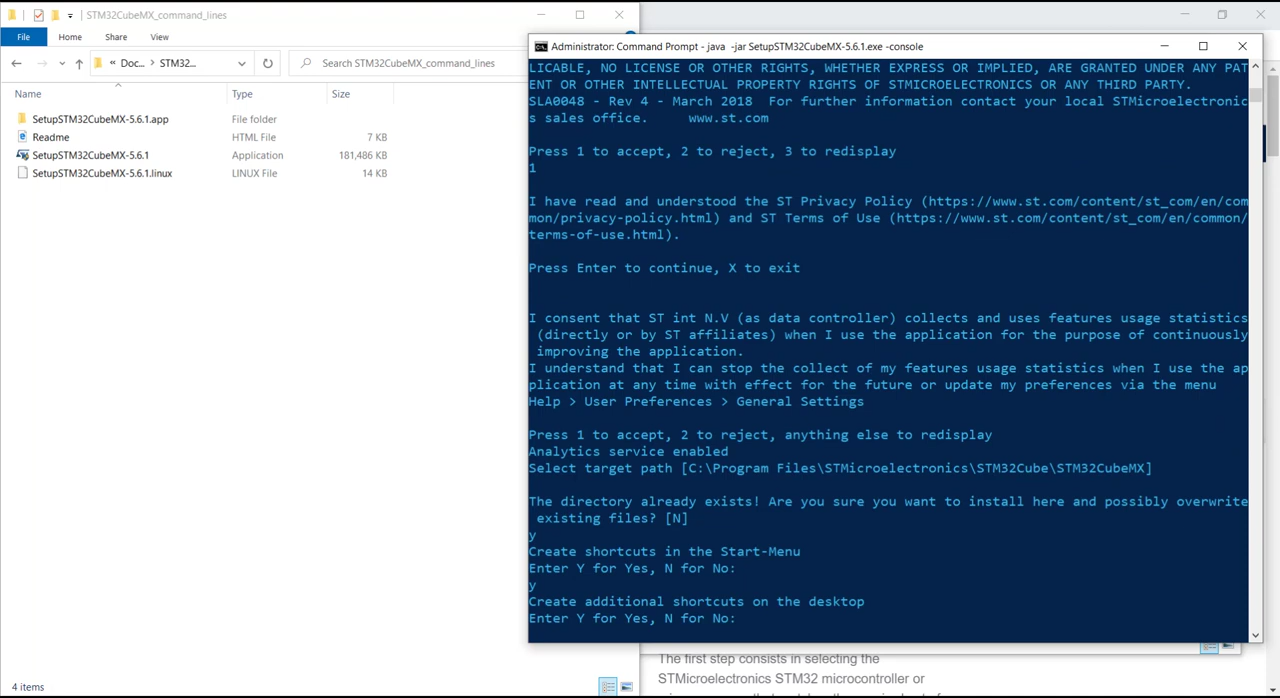 STM32CubeMX_command_lines
File Home Share View
« Doc... › STM32...
Search STM32CubeMX_command_lines
Name Type Size
SetupSTM32CubeMX-5.6.1.app File folder
Readme HTML File 7 KB
SetupSTM32CubeMX-5.6.1 Application 181,486 KB
SetupSTM32CubeMX-5.6.1.linux LINUX File 14 KB
4 items
Administrator: Command Prompt - java -jar SetupSTM32CubeMX-5.6.1.exe -console
LICABLE, NO LICENSE OR OTHER RIGHTS, WHETHER EXPRESS OR IMPLIED, ARE GRANTED UNDER ANY PAT
ENT OR OTHER INTELLECTUAL PROPERTY RIGHTS OF STMICROELECTRONICS OR ANY THIRD PARTY.
SLA0048 - Rev 4 - March 2018  For further information contact your local STMicroelectronic
s sales office.     www.st.com
Press 1 to accept, 2 to reject, 3 to redisplay
1
I have read and understood the ST Privacy Policy (https://www.st.com/content/st_com/en/com
mon/privacy-policy.html) and ST Terms of Use (https://www.st.com/content/st_com/en/common/
terms-of-use.html).
Press Enter to continue, X to exit
I consent that ST int N.V (as data controller) collects and uses features usage statistics
(directly or by ST affiliates) when I use the application for the purpose of continuously
improving the application.
I understand that I can stop the collect of my features usage statistics when I use the ap
plication at any time with effect for the future or update my preferences via the menu
Help > User Preferences > General Settings
Press 1 to accept, 2 to reject, anything else to redisplay
Analytics service enabled
Select target path [C:\Program Files\STMicroelectronics\STM32Cube\STM32CubeMX]
The directory already exists! Are you sure you want to install here and possibly overwrite
existing files? [N]
y
Create shortcuts in the Start-Menu
Enter Y for Yes, N for No:
y
Create additional shortcuts on the desktop
Enter Y for Yes, N for No:
The first step consists in selecting the
STMicroelectronics STM32 microcontroller or